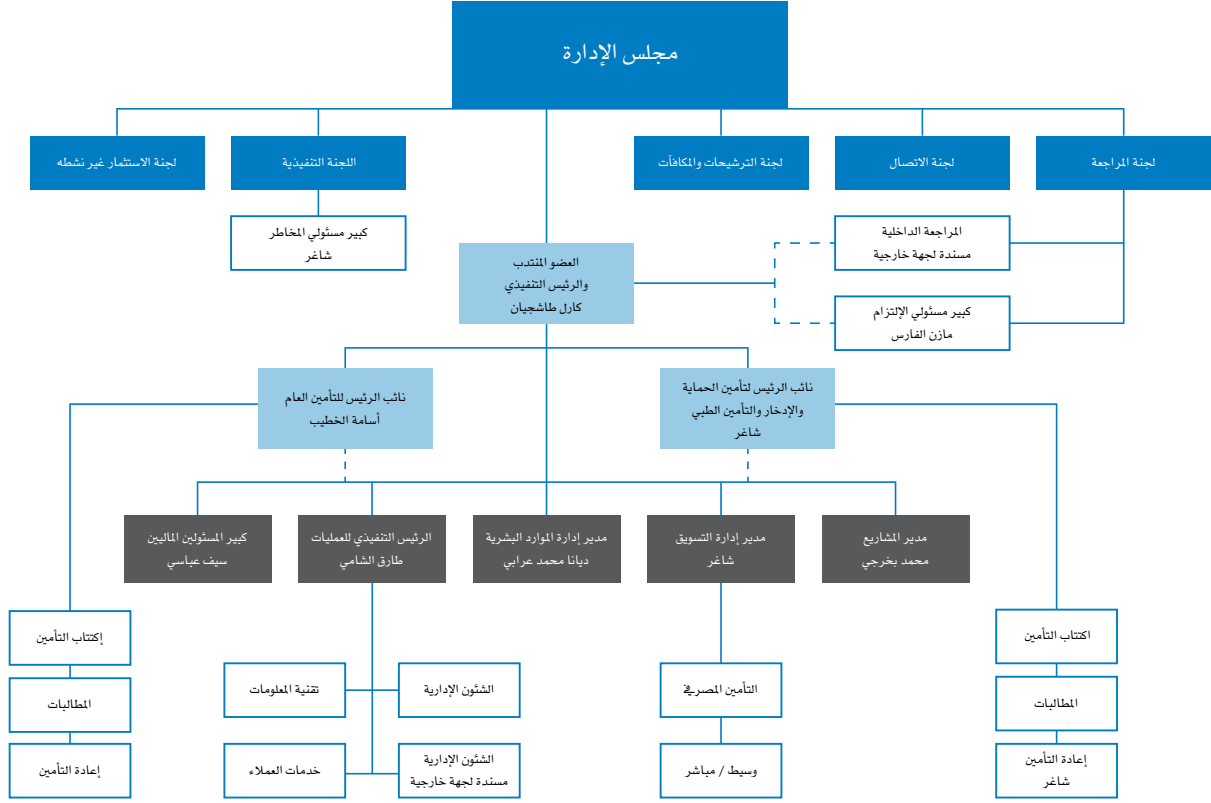 مجلس الإدارة
لجنة المراجعة
لجنة الاتصال
لجنة الترشيحات والمكافآت
اللجنة التنفيذية
لجنة الاستثمار غير نشطه
المراجعة الداخلية
مسندة لجهة خارجية
كبير مسئولي المخاطر
شاغر
العضو المنتدب
والرئيس التنفيذي
كارل طاشجيان
كبير مسئولي الإلتزام
مازن الفارس
نائب الرئيس لتأمين الحماية
والإدخار والتأمين الطبي
شاغر
نائب الرئيس للتأمين العام
أسامة الخطيب
مدير المشاريع
محمد بخرجي
مدير إدارة التسويق
شاغر
مدير إدارة الموارد البشرية
ديانا محمد عرابي
الرئيس التنفيذي للعمليات
طارق الشامي
كبير المسئولين الماليين
سيف عباسي
اكتتاب التأمين
إكتتاب التأمين
التأمين المصرفي
الشئون الإدارية
تقنية المعلومات
المطالبات
المطالبات
إعادة التأمين
شاغر
وسيط / مباشر
الشئون الإدارية
مسندة لجهة خارجية
خدمات العملاء
إعادة التأمين